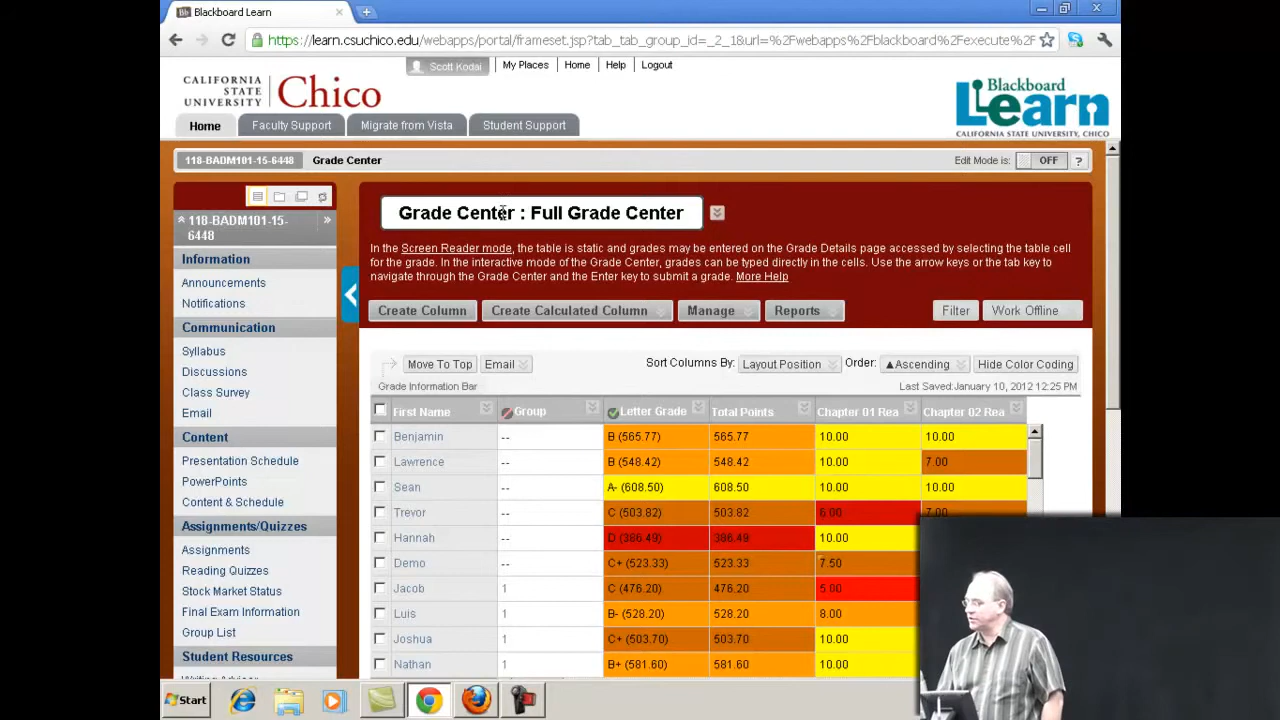 Blackboard Learn
https://learn.csuchico.edu/webapps/portal/frameset.jsp?tab_tab_group_id=_2_1&url=%2Fwebapps%2Fblackboard%2Fexecute%2F
Scott Kodai My Places Home Help Logout
CALIFORNIA STATE UNIVERSITY Chico
Blackboard Learn
CALIFORNIA STATE UNIVERSITY, CHICO
Home Faculty Support Migrate from Vista Student Support
118-BADM101-15-6448 Grade Center Edit Mode is: OFF ?
118-BADM101-15-
6448
Information
Announcements
Notifications
Communication
Syllabus
Discussions
Class Survey
Email
Content
Presentation Schedule
PowerPoints
Content & Schedule
Assignments/Quizzes
Assignments
Reading Quizzes
Stock Market Status
Final Exam Information
Group List
Student Resources
Grade Center : Full Grade Center
In the Screen Reader mode, the table is static and grades may be entered on the Grade Details page accessed by selecting the table cell
for the grade. In the interactive mode of the Grade Center, grades can be typed directly in the cells. Use the arrow keys or the tab key to
navigate through the Grade Center and the Enter key to submit a grade. More Help
Create Column Create Calculated Column Manage Reports Filter Work Offline
Move To Top Email Sort Columns By: Layout Position Order: ▲Ascending Hide Color Coding
Grade Information Bar Last Saved:January 10, 2012 12:25 PM
First Name Group Letter Grade Total Points Chapter 01 Rea Chapter 02 Rea
Benjamin -- B (565.77) 565.77 10.00 10.00
Lawrence -- B (548.42) 548.42 10.00 7.00
Sean -- A- (608.50) 608.50 10.00 10.00
Trevor -- C (503.82) 503.82 6.00 7.00
Hannah -- D (386.49) 386.49 10.00
Demo -- C+ (523.33) 523.33 7.50
Jacob 1 C (476.20) 476.20 5.00
Luis 1 B- (528.20) 528.20 8.00
Joshua 1 C+ (503.70) 503.70 10.00
Nathan 1 B+ (581.60) 581.60 10.00
Start